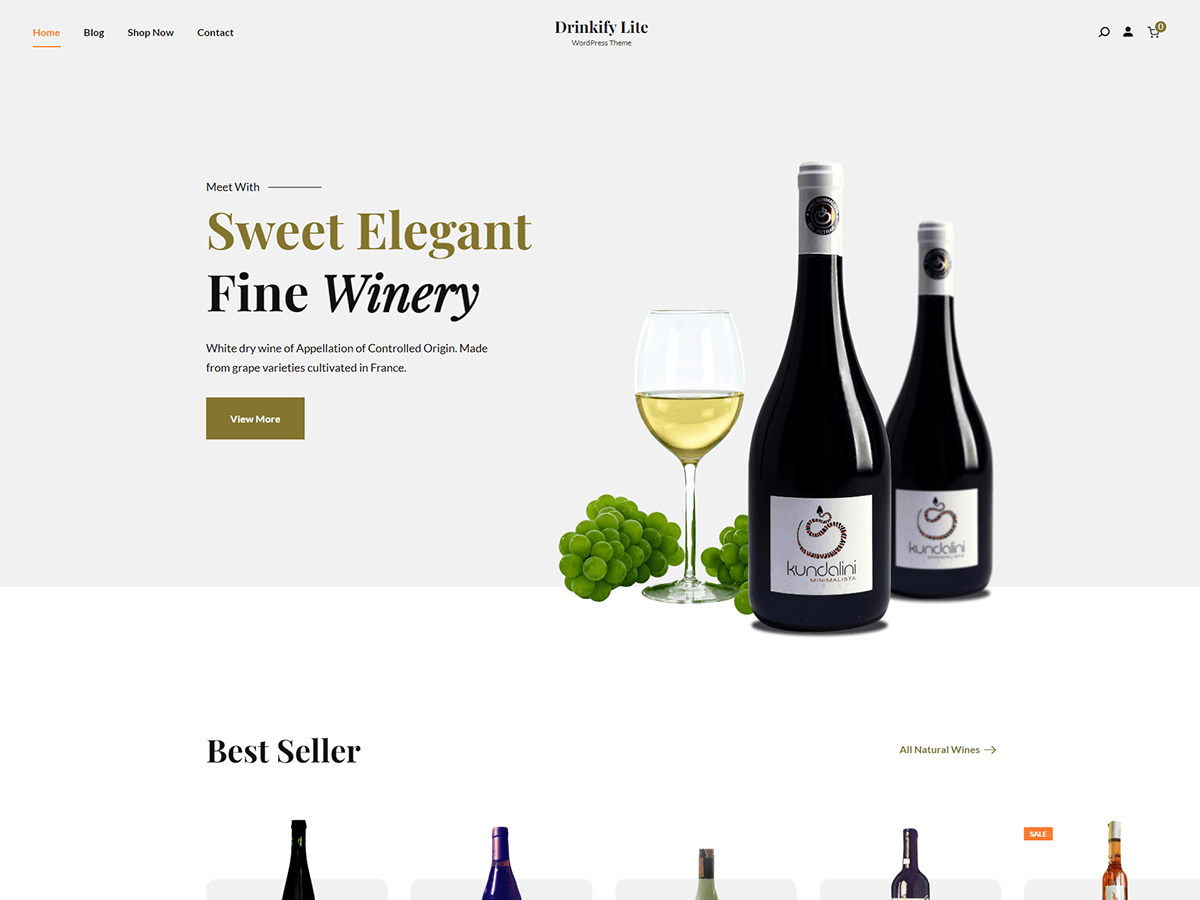 Home Blog Shop Now Contact
Drinkify Lite
WordPress Theme
0
Meet With
Sweet Elegant
Fine Winery
White dry wine of Appellation of Controlled Origin. Made
from grape varieties cultivated in France.
View More
kundalini
MINIMALISTA
kundalini
MINIMALISTA
Best Seller
All Natural Wines
SALE